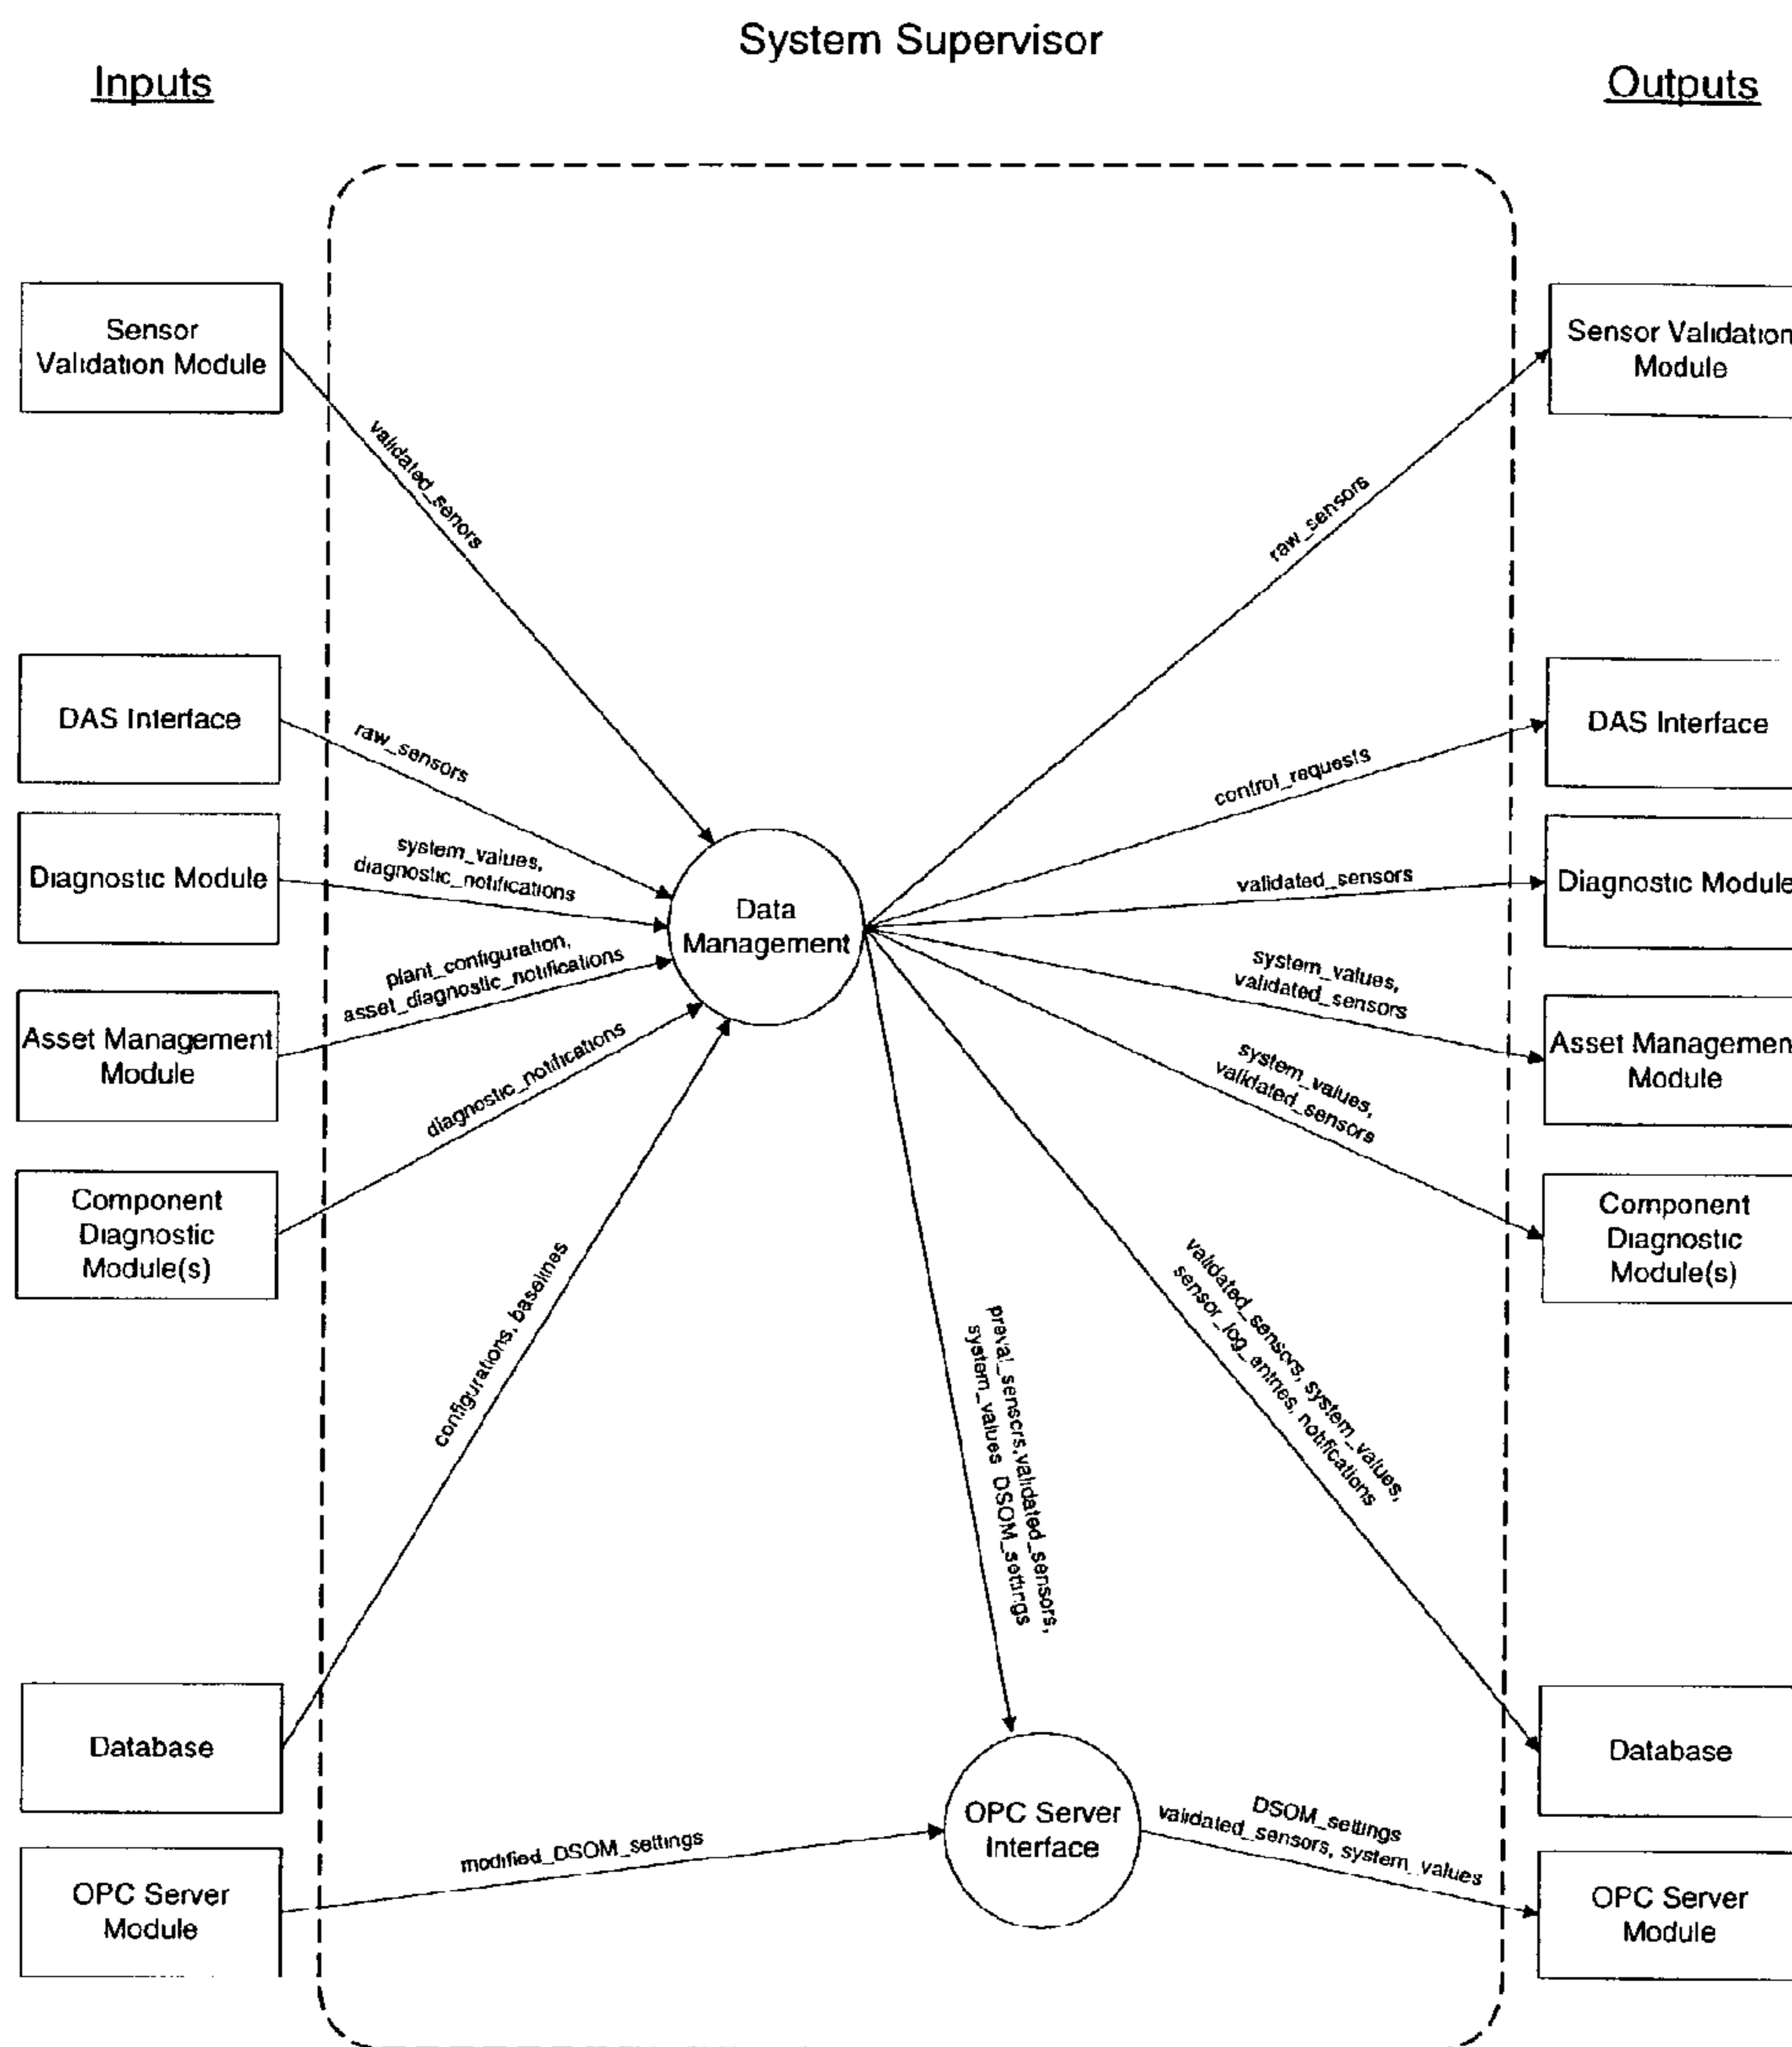 System Supervisor
Inputs
Outputs
Sensor
Validation Module
validated_seniors
raw_sensors
Sensor Validation
Module
DAS Interface
raw_sensors
control_requests
DAS Interface
Diagnostic Module
system_values,
diagnostic_notifications
Data
Management
validated_sensors
Diagnostic Module
Asset Management
Module
plant_configuration,
asset_diagnostic_notifications
system_values,
validated_sensors
Asset Managemen
Module
Component
Diagnostic
Module(s)
diagnostic_notifications
system_values,
validated_sensors
Component
Diagnostic
Module(s)
configurations, baselines
preval_sensors,validated_sensors,
system_values DSOM_settings
validated_sensors, system_values,
sensor_log_entries, notifications
Database
Database
OPC Server
Module
modified_DSOM_settings
OPC Server
Interface
DSOM_settings
validated_sensors, system_values
OPC Server
Module